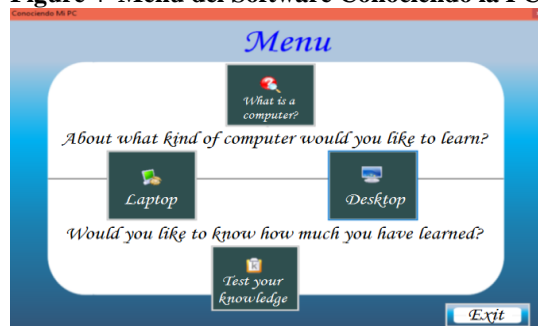 Figure 4 Menú del Software Conociendo la PC
Conociendo Mi PC
Menu
What is a
computer?
About what kind of computer would you like to learn?
Laptop
Desktop
Would you like to know how much you have learned?
Test your
knowledge
Exit